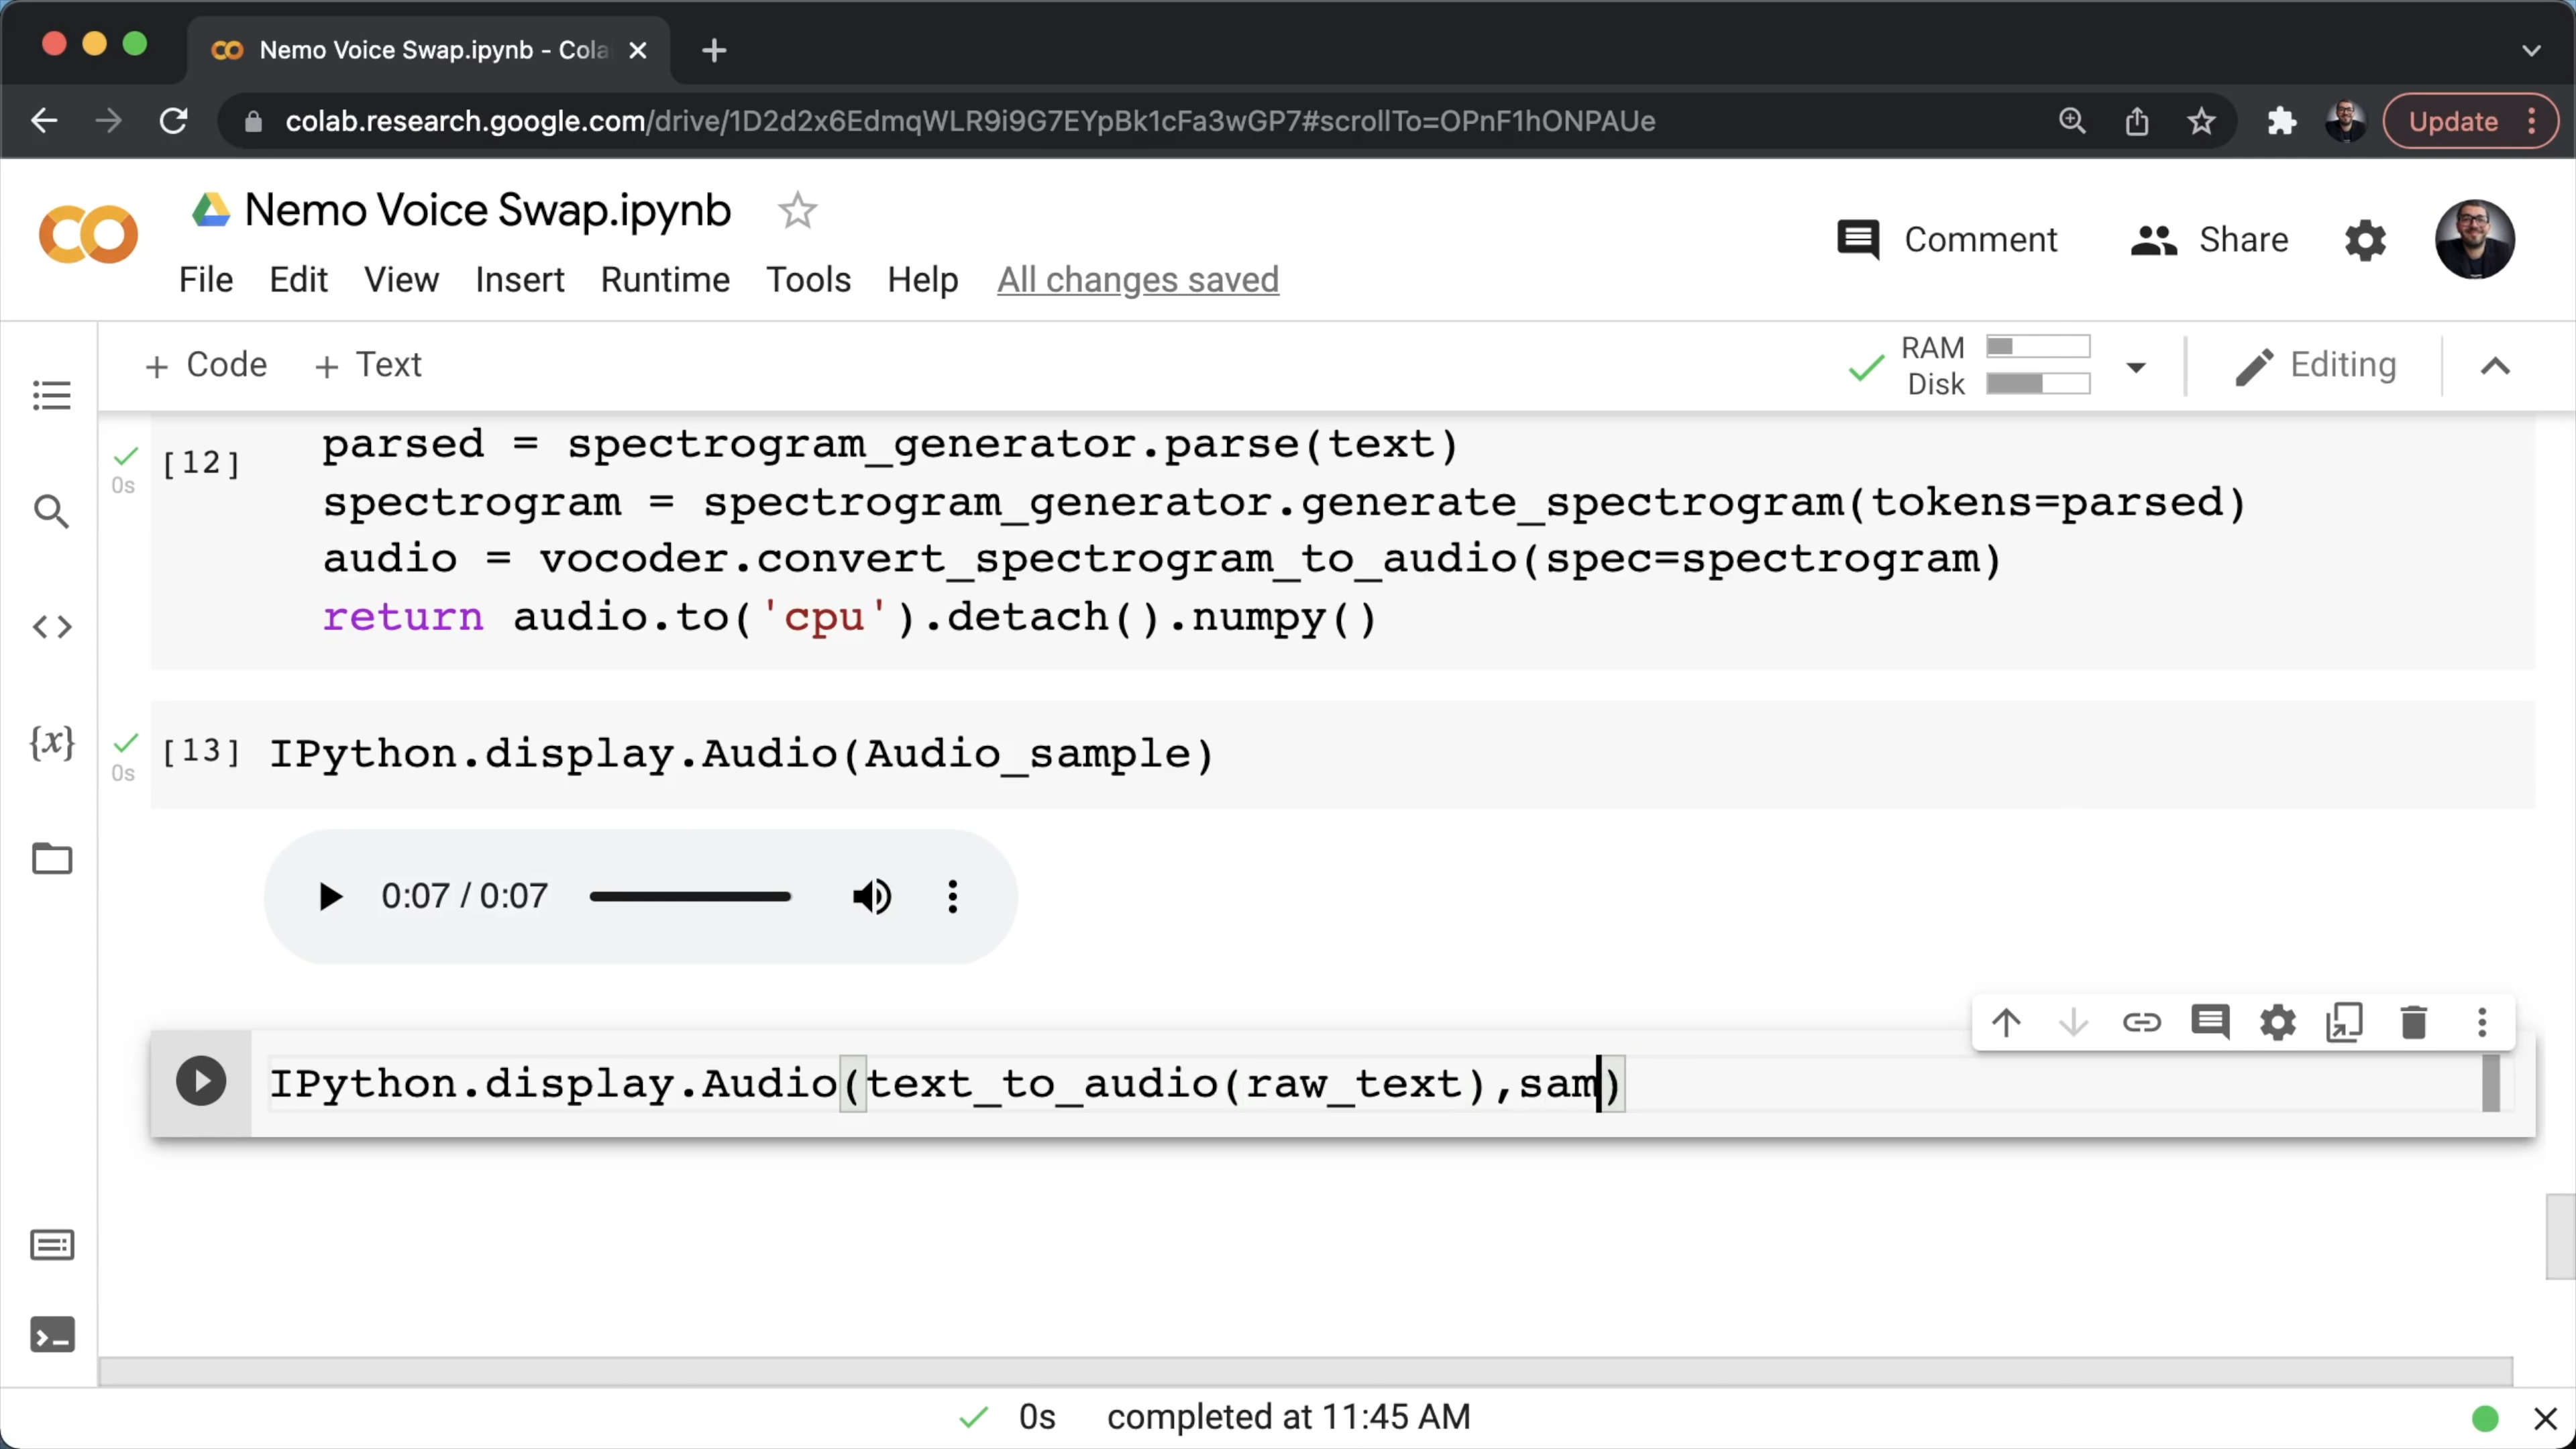 Nemo Voice Swap.ipynb - Cola
colab.research.google.com/drive/1D2d2x6EdmqWLR9i9G7EYpBk1cFa3wGP7#scrollTo=OPnF1hONPAUe
Update
Nemo Voice Swap.ipynb
Comment
Share
File Edit View Insert Runtime Tools Help All changes saved
+ Code + Text
RAM
Disk
Editing
[12] parsed = spectrogram_generator.parse(text)
0s
spectrogram = spectrogram_generator.generate_spectrogram(tokens=parsed)
audio = vocoder.convert_spectrogram_to_audio(spec=spectrogram)
return audio.to('cpu').detach().numpy()
[13] IPython.display.Audio(Audio_sample)
0s
0:07 / 0:07
IPython.display.Audio(text_to_audio(raw_text),sam)
0s completed at 11:45 AM